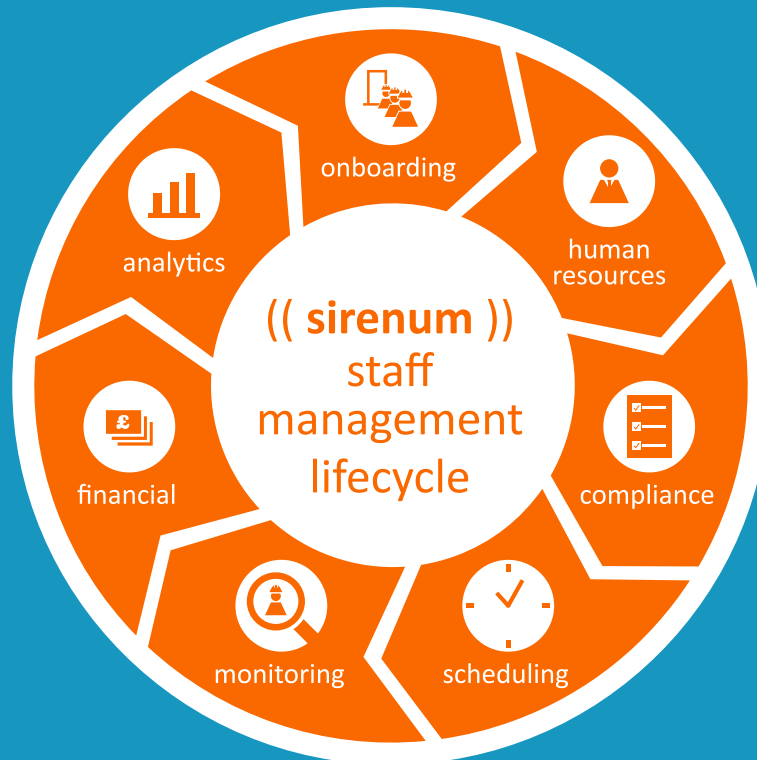 (( sirenum ))
staff
management
lifecycle
onboarding
human
resources
compliance
scheduling
monitoring
£
financial
analytics